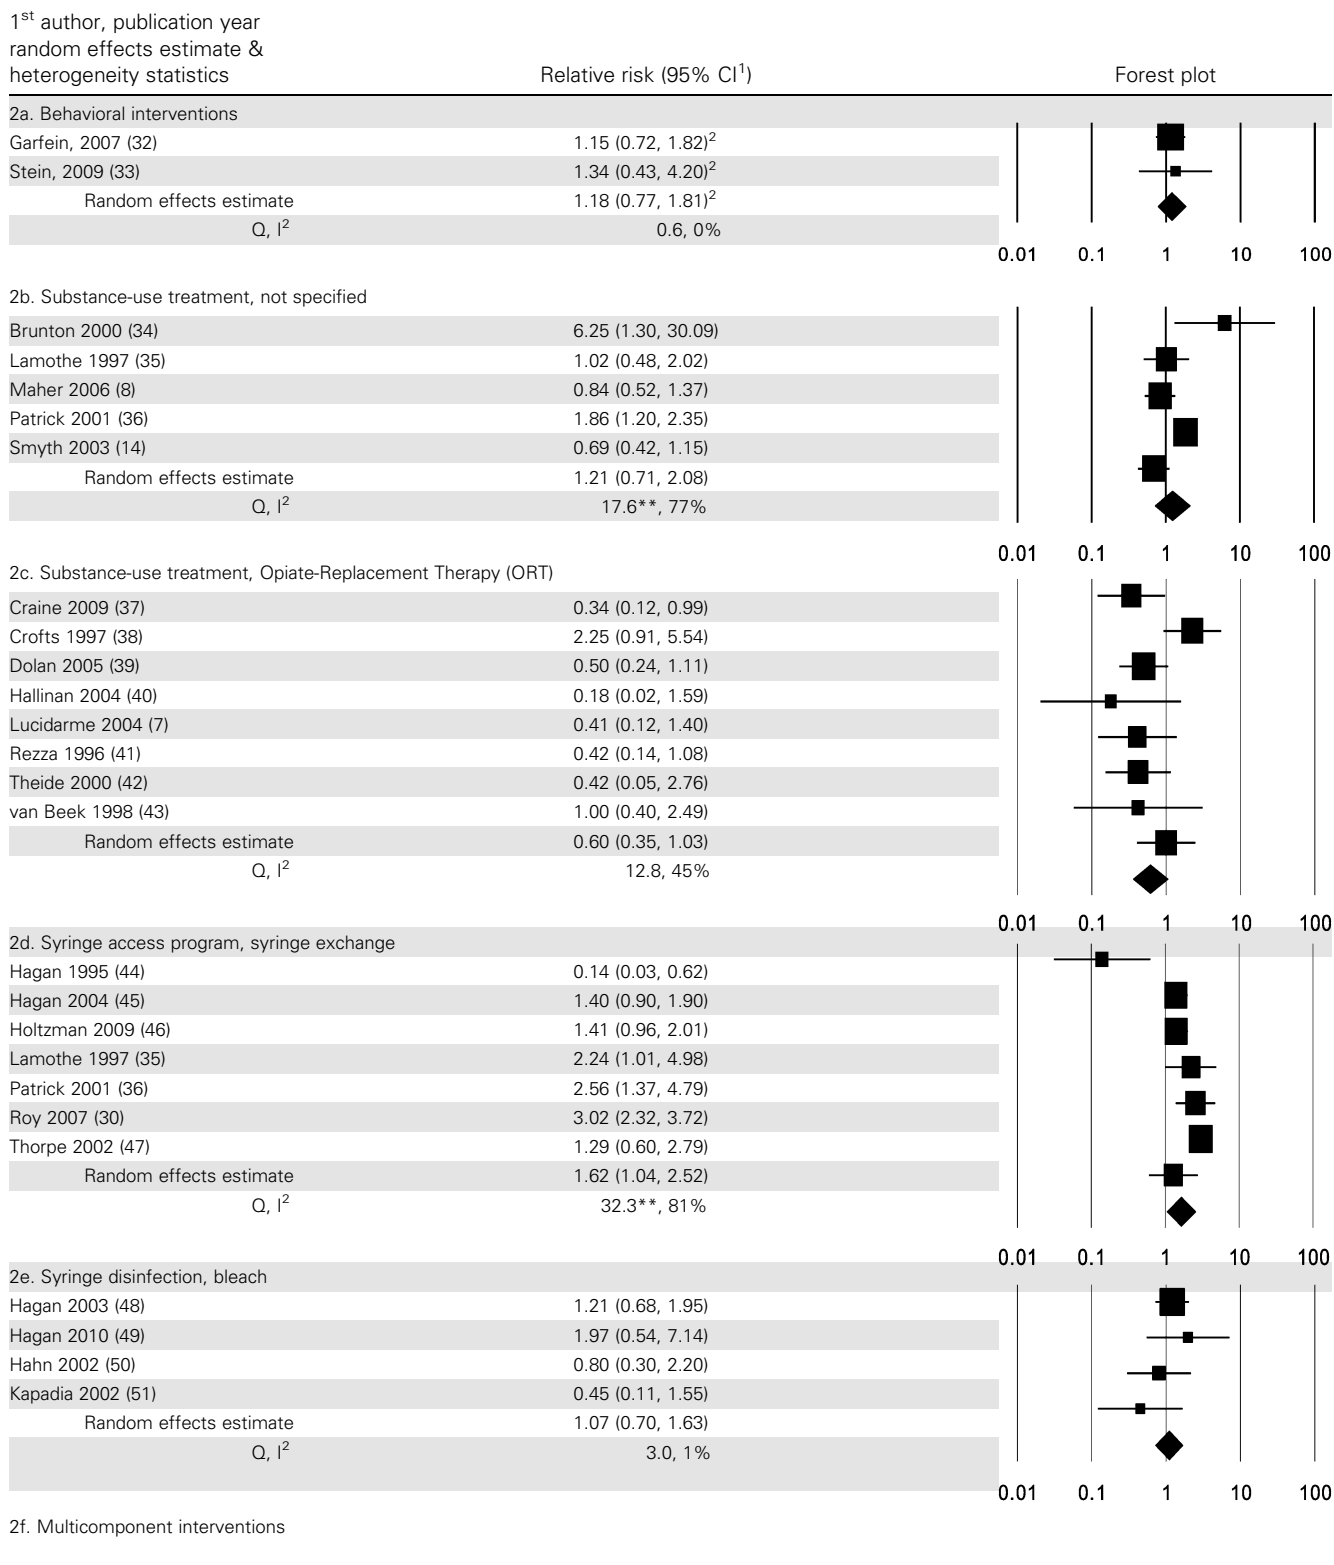 1st author, publication year
random effects estimate &
heterogeneity statistics Relative risk (95% CI1) Forest plot
2a. Behavioral interventions
Garfein, 2007 (32) 1.15 (0.72, 1.82)2
Stein, 2009 (33) 1.34 (0.43, 4.20)2
Random effects estimate 1.18 (0.77, 1.81)2
Q, I2 0.6, 0%
0.01 0.1 1 10 100
2b. Substance-use treatment, not specified
Brunton 2000 (34) 6.25 (1.30, 30.09)
Lamothe 1997 (35) 1.02 (0.48, 2.02)
Maher 2006 (8) 0.84 (0.52, 1.37)
Patrick 2001 (36) 1.86 (1.20, 2.35)
Smyth 2003 (14) 0.69 (0.42, 1.15)
Random effects estimate 1.21 (0.71, 2.08)
Q, I2 17.6**, 77%
0.01 0.1 1 10 100
2c. Substance-use treatment, Opiate-Replacement Therapy (ORT)
Craine 2009 (37) 0.34 (0.12, 0.99)
Crofts 1997 (38) 2.25 (0.91, 5.54)
Dolan 2005 (39) 0.50 (0.24, 1.11)
Hallinan 2004 (40) 0.18 (0.02, 1.59)
Lucidarme 2004 (7) 0.41 (0.12, 1.40)
Rezza 1996 (41) 0.42 (0.14, 1.08)
Theide 2000 (42) 0.42 (0.05, 2.76)
van Beek 1998 (43) 1.00 (0.40, 2.49)
Random effects estimate 0.60 (0.35, 1.03)
Q, I2 12.8, 45%
0.01 0.1 1 10 100
2d. Syringe access program, syringe exchange
Hagan 1995 (44) 0.14 (0.03, 0.62)
Hagan 2004 (45) 1.40 (0.90, 1.90)
Holtzman 2009 (46) 1.41 (0.96, 2.01)
Lamothe 1997 (35) 2.24 (1.01, 4.98)
Patrick 2001 (36) 2.56 (1.37, 4.79)
Roy 2007 (30) 3.02 (2.32, 3.72)
Thorpe 2002 (47) 1.29 (0.60, 2.79)
Random effects estimate 1.62 (1.04, 2.52)
Q, I2 32.3**, 81%
0.01 0.1 1 10 100
2e. Syringe disinfection, bleach
Hagan 2003 (48) 1.21 (0.68, 1.95)
Hagan 2010 (49) 1.97 (0.54, 7.14)
Hahn 2002 (50) 0.80 (0.30, 2.20)
Kapadia 2002 (51) 0.45 (0.11, 1.55)
Random effects estimate 1.07 (0.70, 1.63)
Q, I2 3.0, 1%
0.01 0.1 1 10 100
2f. Multicomponent interventions